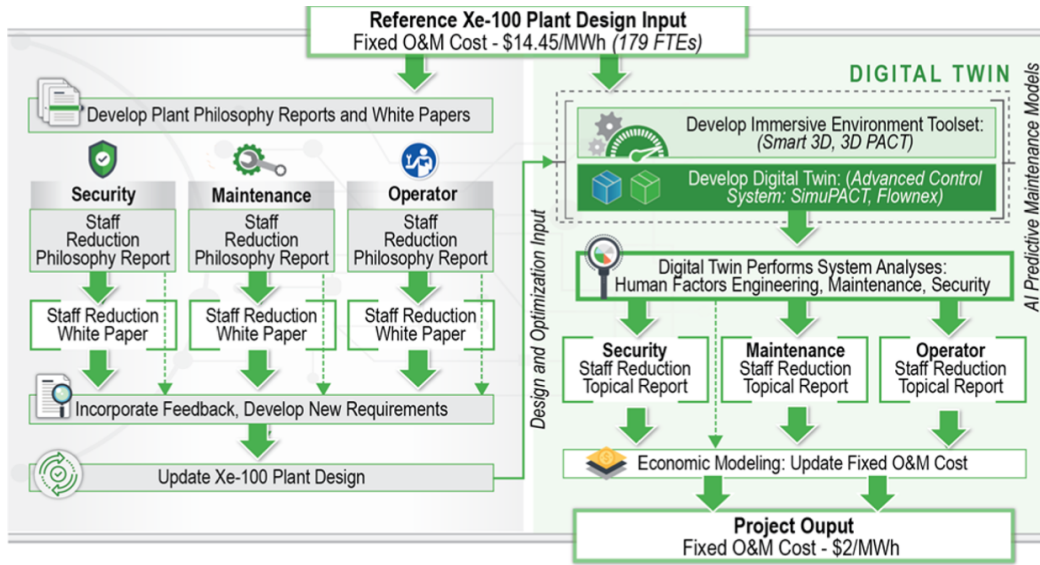 Reference Xe-100 Plant Design Input
Fixed O&M Cost - $14.45/MWh (179 FTEs)
Develop Plant Philosophy Reports and White Papers
Security
Staff
Reduction
Philosophy Report
Staff Reduction
White Paper
Maintenance
Staff
Reduction
Philosophy Report
Staff Reduction
White Paper
Operator
Staff
Reduction
Philosophy Report
Staff Reduction
White Paper
Incorporate Feedback, Develop New Requirements
Update Xe-100 Plant Design
Design and Optimization Input
DIGITAL TWIN
Develop Immersive Environment Toolset:
(Smart 3D, 3D PACT)
Develop Digital Twin: (Advanced Control
System: SimuPACT, Flownex)
Digital Twin Performs System Analyses:
Human Factors Engineering, Maintenance, Security
Security
Staff Reduction
Topical Report
Maintenance
Staff Reduction
Topical Report
Operator
Staff Reduction
Topical Report
Economic Modeling: Update Fixed O&M Cost
Project Ouput
Fixed O&M Cost - $2/MWh
AI Predictive Maintenance Models